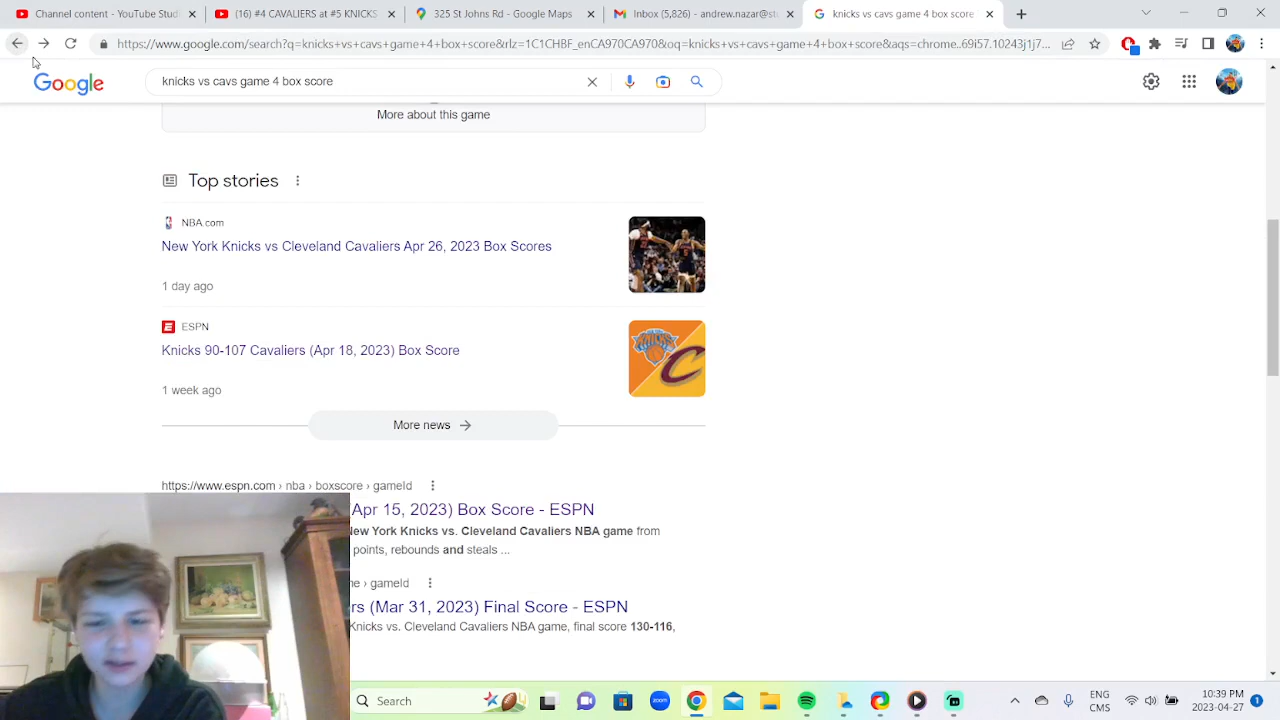 Channel content - YouTube Studi
(16) #4 CAVALIERS at #5 KNICKS
325 St Johns Rd - Google Maps
Inbox (5,826) - andrew.nazar@st
knicks vs cavs game 4 box score
https://www.google.com/search?q=knicks+vs+cavs+game+4+box+score&rlz=1C1CHBF_enCA970CA970&oq=knicks+vs+cavs+game+4+box+score&aqs=chrome..69i57.10243j1j7...
Google
knicks vs cavs game 4 box score
More about this game
Top stories
NBA.com
New York Knicks vs Cleveland Cavaliers Apr 26, 2023 Box Scores
1 day ago
ESPN
Knicks 90-107 Cavaliers (Apr 18, 2023) Box Score
1 week ago
More news
https://www.espn.com › nba › boxscore › gameId
Apr 15, 2023) Box Score - ESPN
New York Knicks vs. Cleveland Cavaliers NBA game from
points, rebounds and steals ...
me › gameId
rs (Mar 31, 2023) Final Score - ESPN
Knicks vs. Cleveland Cavaliers NBA game, final score 130-116,
Search
zoom
ENG
CMS
10:39 PM
2023-04-27
1